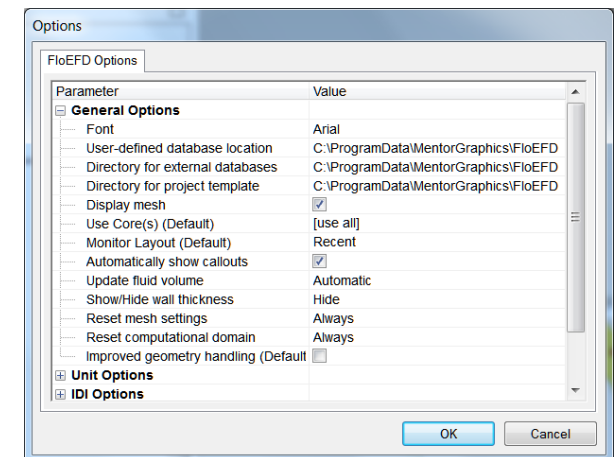 Options
FloEFD Options
Parameter Value
General Options
Font Arial
User-defined database location C:\ProgramData\MentorGraphics\FloEFD
Directory for external databases C:\ProgramData\MentorGraphics\FloEFD
Directory for project template C:\ProgramData\MentorGraphics\FloEFD
Display mesh
Use Core(s) (Default) [use all]
Monitor Layout (Default) Recent
Automatically show callouts
Update fluid volume Automatic
Show/Hide wall thickness Hide
Reset mesh settings Always
Reset computational domain Always
Improved geometry handling (Default
Unit Options
IDI Options
OK Cancel